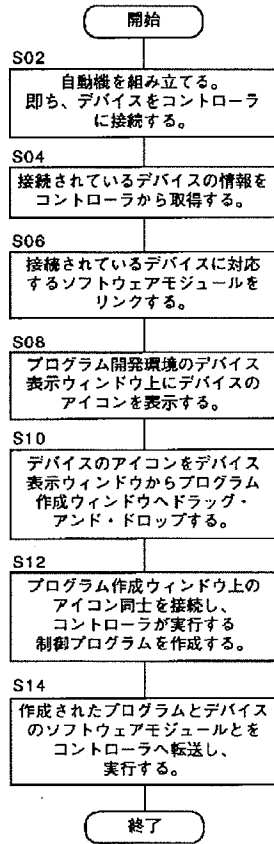 開始
S02
自動機を組み立てる。
即ち、デバイスをコントローラ
に接続する。
S04
接続されているデバイスの情報を
コントローラから取得する。
S06
接続されているデバイスに対応
するソフトウェアモジュールを
リンクする。
S08
プログラム開発環境のデバイス
表示ウィンドウ上にデバイスの
アイコンを表示する。
S10
デバイスのアイコンをデバイス
表示ウィンドウからプログラム
作成ウィンドウへドラッグ・
アンド・ドロップする。
S12
プログラム作成ウィンドウ上の
アイコン同士を接続し、
コントローラが実行する
制御プログラムを作成する。
S14
作成されたプログラムとデバイス
のソフトウェアモジュールとを
コントローラへ転送し、
実行する。
終了